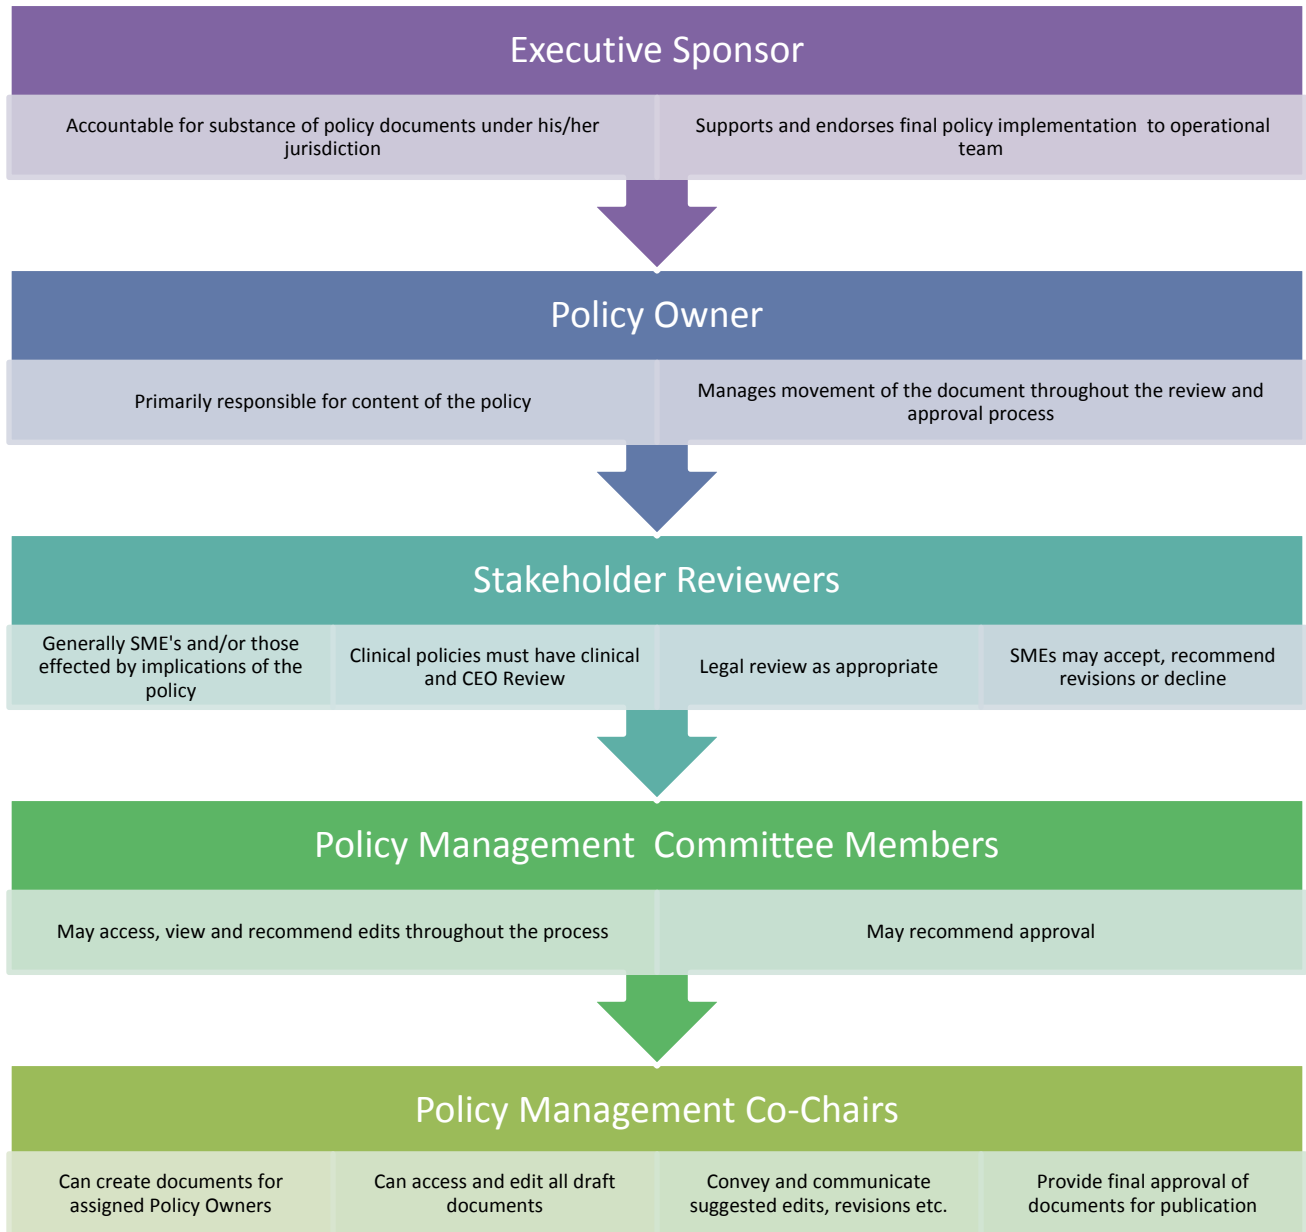 Executive Sponsor
Accountable for substance of policy documents under his/her
jurisdiction
Supports and endorses final policy implementation  to operational
team
Policy Owner
Primarily responsible for content of the policy
Manages movement of the document throughout the review and
approval process
Stakeholder Reviewers
Generally SME's and/or those
effected by implications of the
policy
Clinical policies must have clinical
and CEO Review
Legal review as appropriate
SMEs may accept, recommend
revisions or decline
Policy Management  Committee Members
May access, view and recommend edits throughout the process
May recommend approval
Policy Management Co-Chairs
Can create documents for
assigned Policy Owners
Can access and edit all draft
documents
Convey and communicate
suggested edits, revisions etc.
Provide final approval of
documents for publication